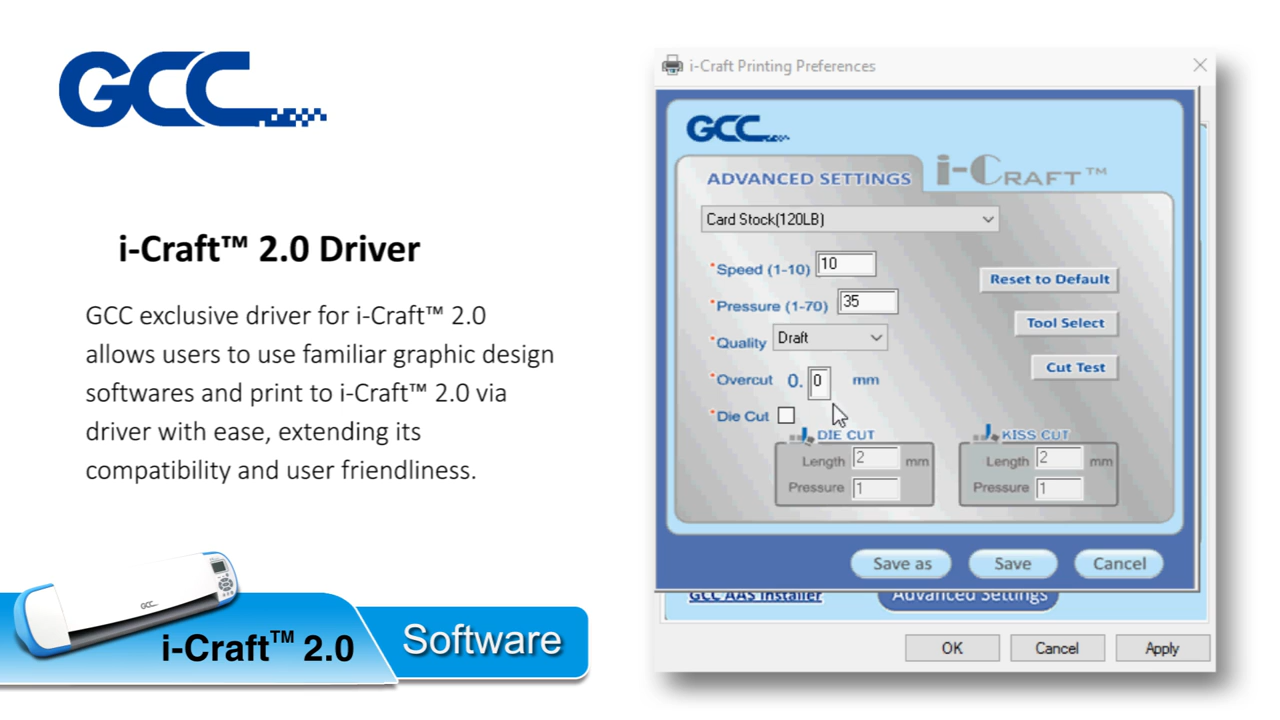 GCC
i-Craft™ 2.0 Driver
GCC exclusive driver for i-Craft™ 2.0
allows users to use familiar graphic design
softwares and print to i-Craft™ 2.0 via
driver with ease, extending its
compatibility and user friendliness.
GCC
i-Craft™ 2.0
Software
i-Craft Printing Preferences
GCC
ADVANCED SETTINGS
i-CRAFT™
Card Stock(120LB)
*Speed (1-10) 10
Reset to Default
*Pressure (1-70) 35
Tool Select
*Quality Draft
Cut Test
*Overcut 0. 0 mm
*Die Cut
DIE CUT
Length 2 mm
Pressure 1
KISS CUT
Length 2 mm
Pressure 1
Save as Save Cancel
GCC AAS Installer Advanced Settings
OK Cancel Apply